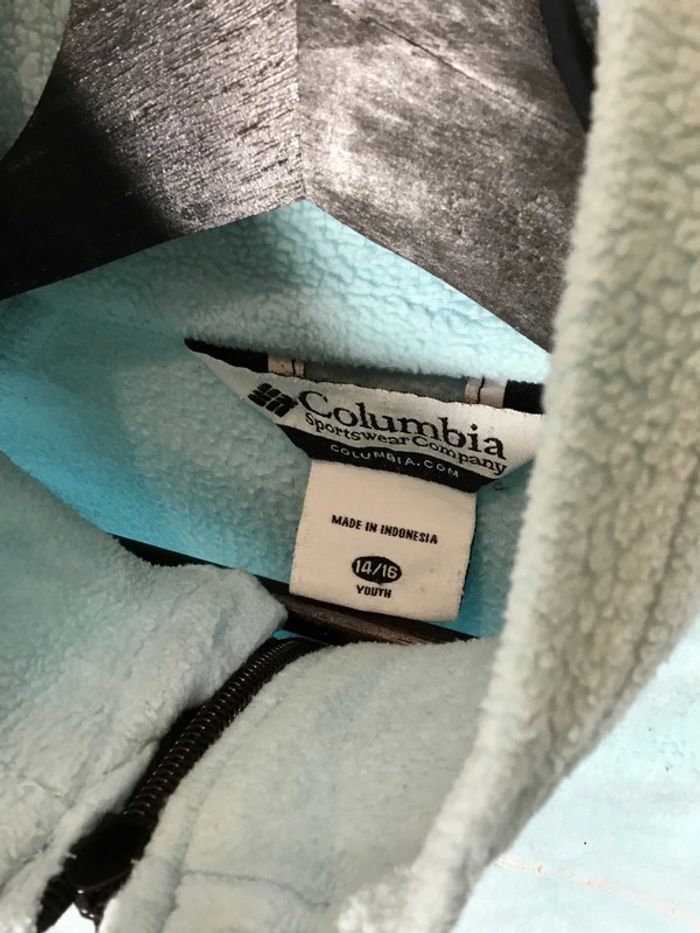 Columbia
Sportswear Company
COLUMBIA.COM
MADE IN INDONESIA
14/16
YOUTH